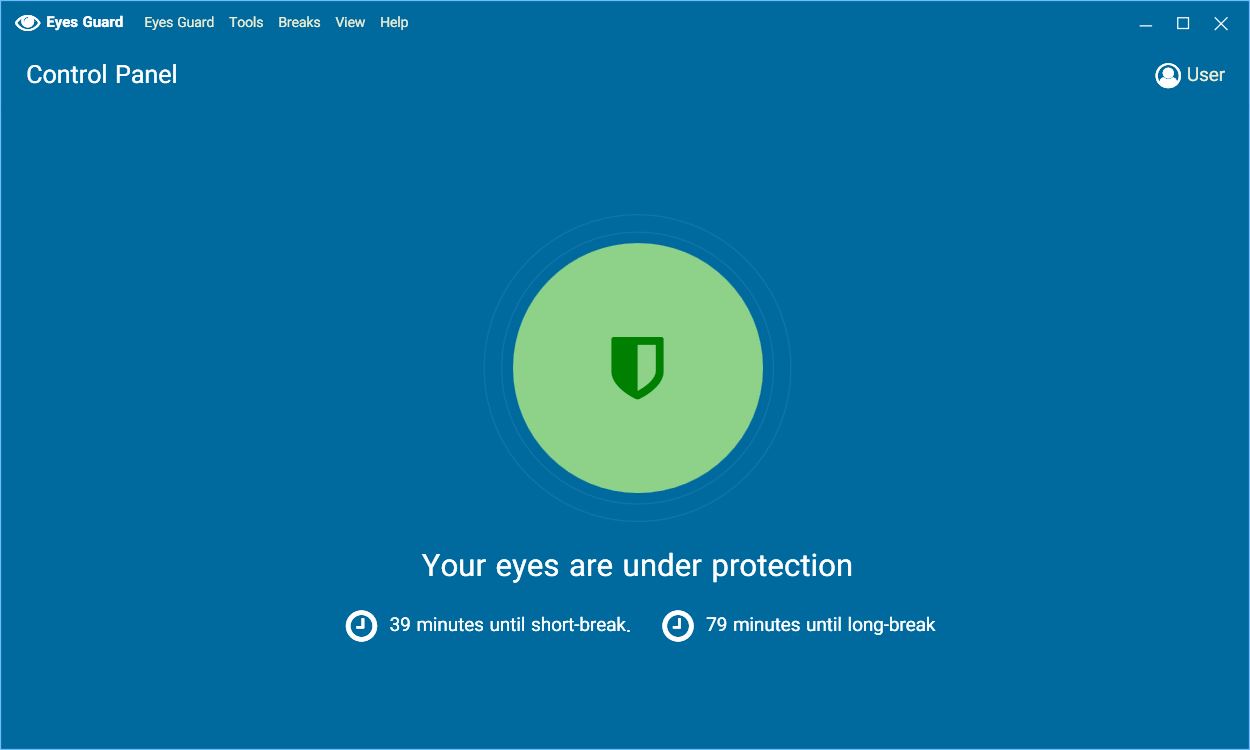 Eyes Guard Eyes Guard Tools Breaks View Help
Control Panel User
Your eyes are under protection
39 minutes until short-break. 79 minutes until long-break